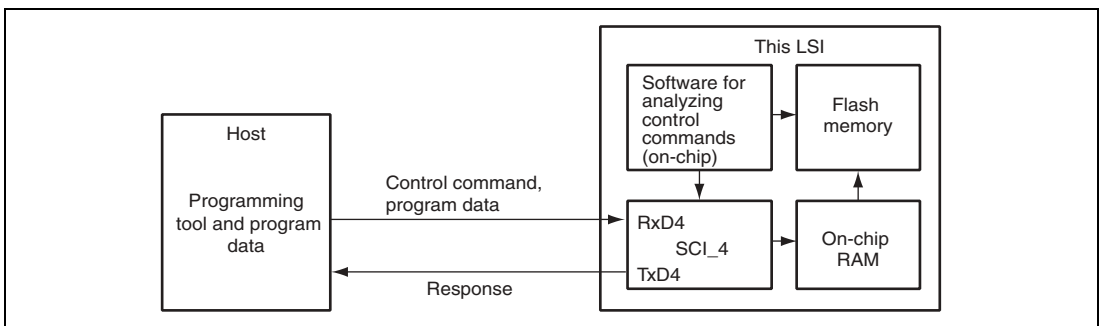 This LSI
Host
Programming
tool and program
data
Control command,
program data
Response
Software for
analyzing
control
commands
(on-chip)
Flash
memory
RxD4
SCI_4
TxD4
On-chip
RAM